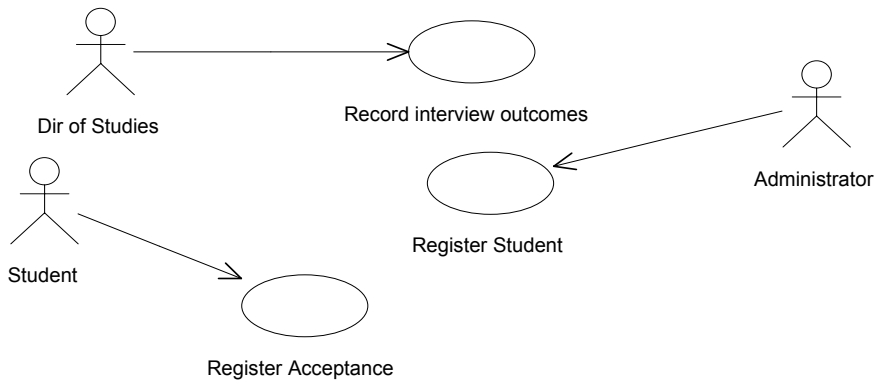 Dir of Studies
Record interview outcomes
Administrator
Register Student
Student
Register Acceptance